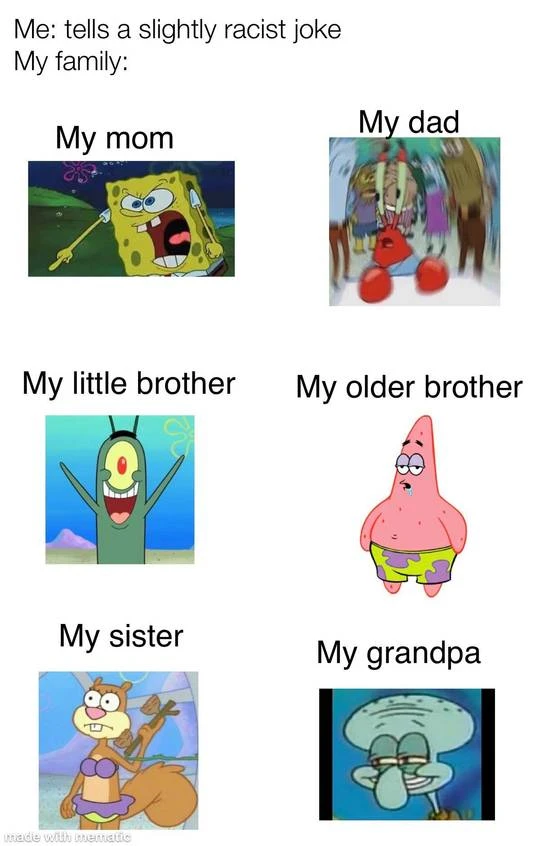 Me: tells a slightly racist joke
My family:
My mom
My dad
My little brother
My older brother
My sister
My grandpa
made with mematic